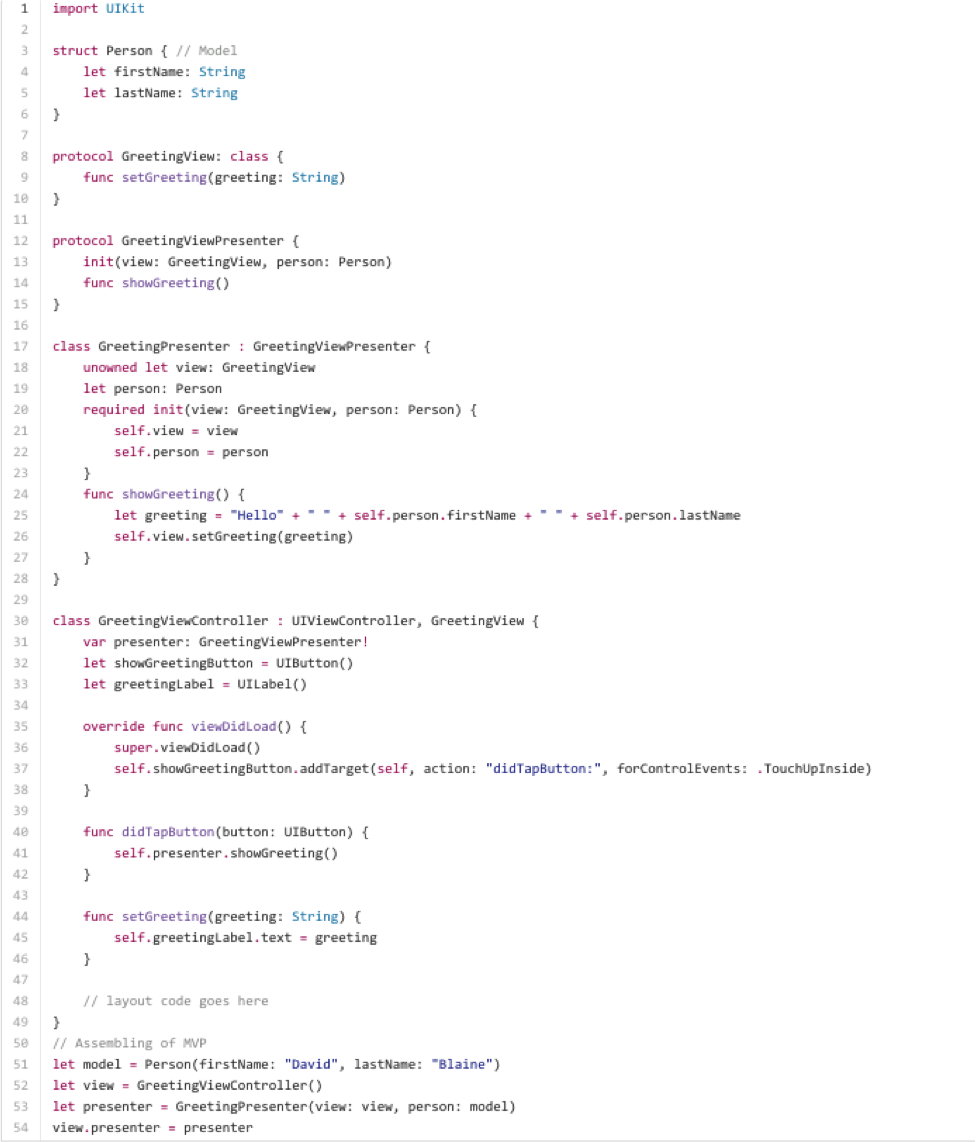 1 import UIKit
2
3 struct Person { // Model
4     let firstName: String
5     let lastName: String
6 }
7
8 protocol GreetingView: class {
9     func setGreeting(greeting: String)
10 }
11
12 protocol GreetingViewPresenter {
13     init(view: GreetingView, person: Person)
14     func showGreeting()
15 }
16
17 class GreetingPresenter : GreetingViewPresenter {
18     unowned let view: GreetingView
19     let person: Person
20     required init(view: GreetingView, person: Person) {
21         self.view = view
22         self.person = person
23     }
24     func showGreeting() {
25         let greeting = "Hello" + " " + self.person.firstName + " " + self.person.lastName
26         self.view.setGreeting(greeting)
27     }
28 }
29
30 class GreetingViewController : UIViewController, GreetingView {
31     var presenter: GreetingViewPresenter!
32     let showGreetingButton = UIButton()
33     let greetingLabel = UILabel()
34
35     override func viewDidLoad() {
36         super.viewDidLoad()
37         self.showGreetingButton.addTarget(self, action: "didTapButton:", forControlEvents: .TouchUpInside)
38     }
39
40     func didTapButton(button: UIButton) {
41         self.presenter.showGreeting()
42     }
43
44     func setGreeting(greeting: String) {
45         self.greetingLabel.text = greeting
46     }
47
48     // layout code goes here
49 }
50 // Assembling of MVP
51 let model = Person(firstName: "David", lastName: "Blaine")
52 let view = GreetingViewController()
53 let presenter = GreetingPresenter(view: view, person: model)
54 view.presenter = presenter